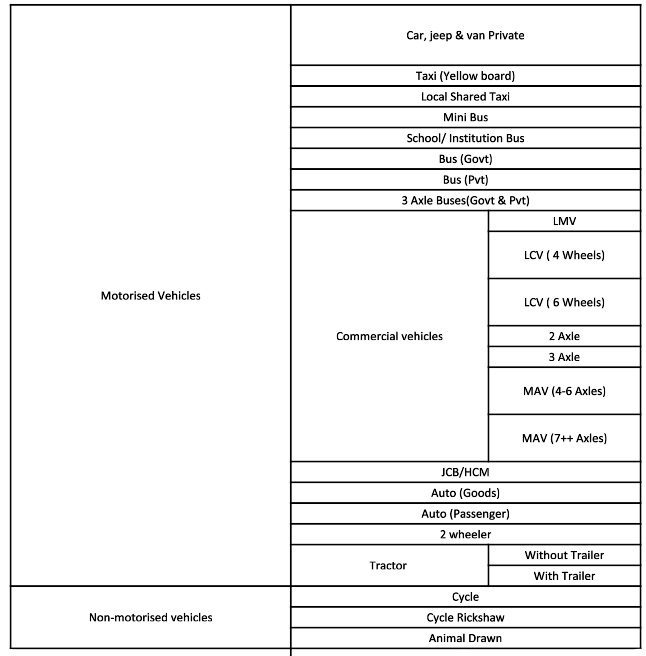 Car, jeep & van Private
Taxi (Yellow board)
Local Shared Taxi
Mini Bus
School/ Institution Bus
Bus (Govt)
Bus (Pvt)
3 Axle Buses(Govt & Pvt)
Motorised Vehicles
Commercial vehicles
LMV
LCV ( 4 Wheels)
LCV ( 6 Wheels)
2 Axle
3 Axle
MAV (4-6 Axles)
MAV (7++ Axles)
JCB/HCM
Auto (Goods)
Auto (Passenger)
2 wheeler
Tractor
Without Trailer
With Trailer
Non-motorised vehicles
Cycle
Cycle Rickshaw
Animal Drawn